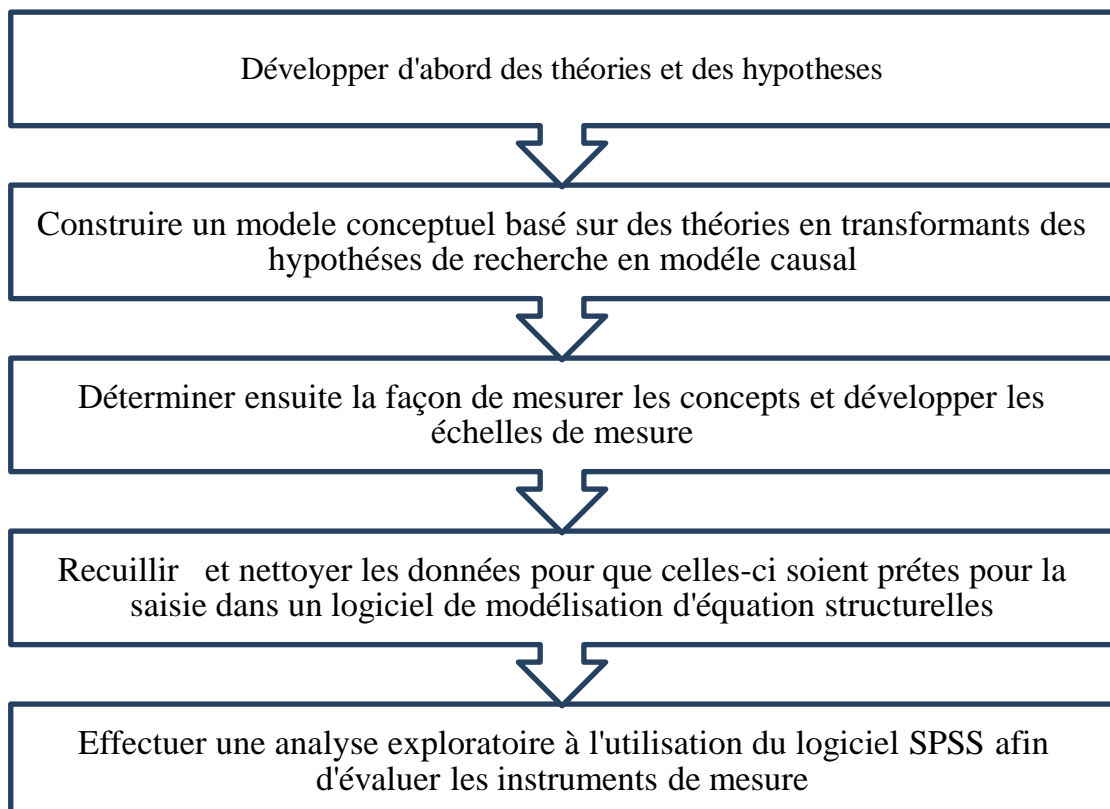 Développer d'abord des théories et des hypotheses
Construire un modele conceptuel basé sur des théories en transformants des
hypothéses de recherche en modéle causal
Déterminer ensuite la façon de mesurer les concepts et développer les
échelles de mesure
Recuillir et nettoyer les données pour que celles-ci soient prétes pour la
saisie dans un logiciel de modélisation d'équation structurelles
Effectuer une analyse exploratoire à l'utilisation du logiciel SPSS afin
d'évaluer les instruments de mesure